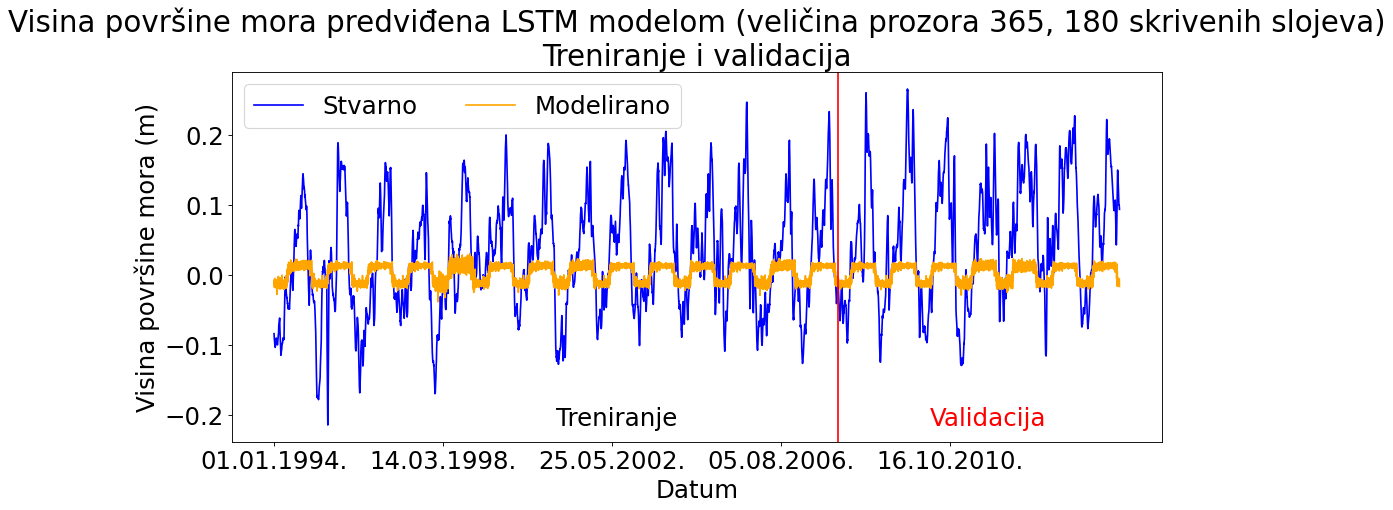 Visina površine mora predviđena LSTM modelom (veličina prozora 365, 180 skrivenih slojeva)
Treniranje i validacija
Stvarno
Modelirano
Visina površine mora (m)
0.2
0.1
0.0
−0.1
−0.2
Treniranje
Validacija
01.01.1994.
14.03.1998.
25.05.2002.
05.08.2006.
16.10.2010.
Datum